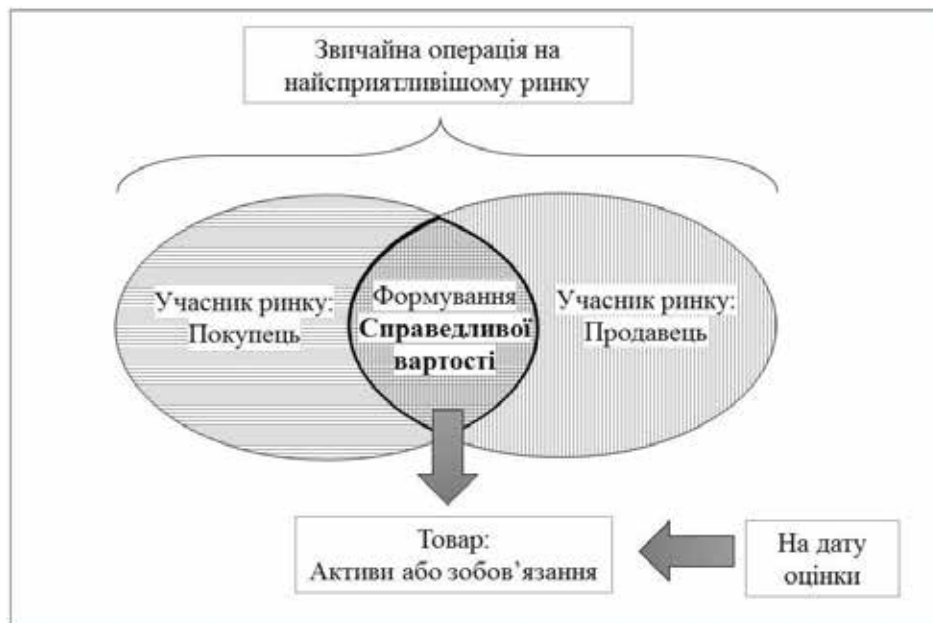 Звичайна операція на
найсприятливішому ринку
Учасник ринку:
Покупець
Формування
Справедливої
вартості
Учасник ринку:
Продавець
Товар:
Активи або зобов’язання
На дату
оцінки